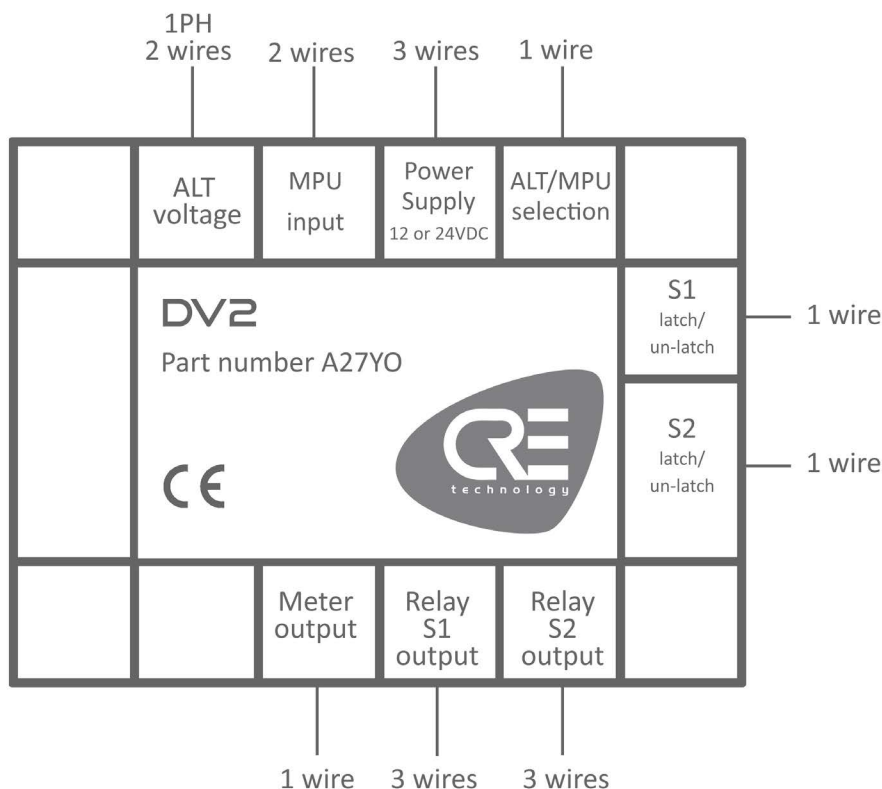 1PH
2 wires
2 wires
3 wires
1 wire
ALT
voltage
MPU
input
Power
Supply
12 or 24VDC
ALT/MPU
selection
DV2
Part number A27YO
CE
CRE
technology
S1
latch/
un-latch
1 wire
S2
latch/
un-latch
1 wire
Meter
output
Relay
S1
output
Relay
S2
output
1 wire
3 wires
3 wires